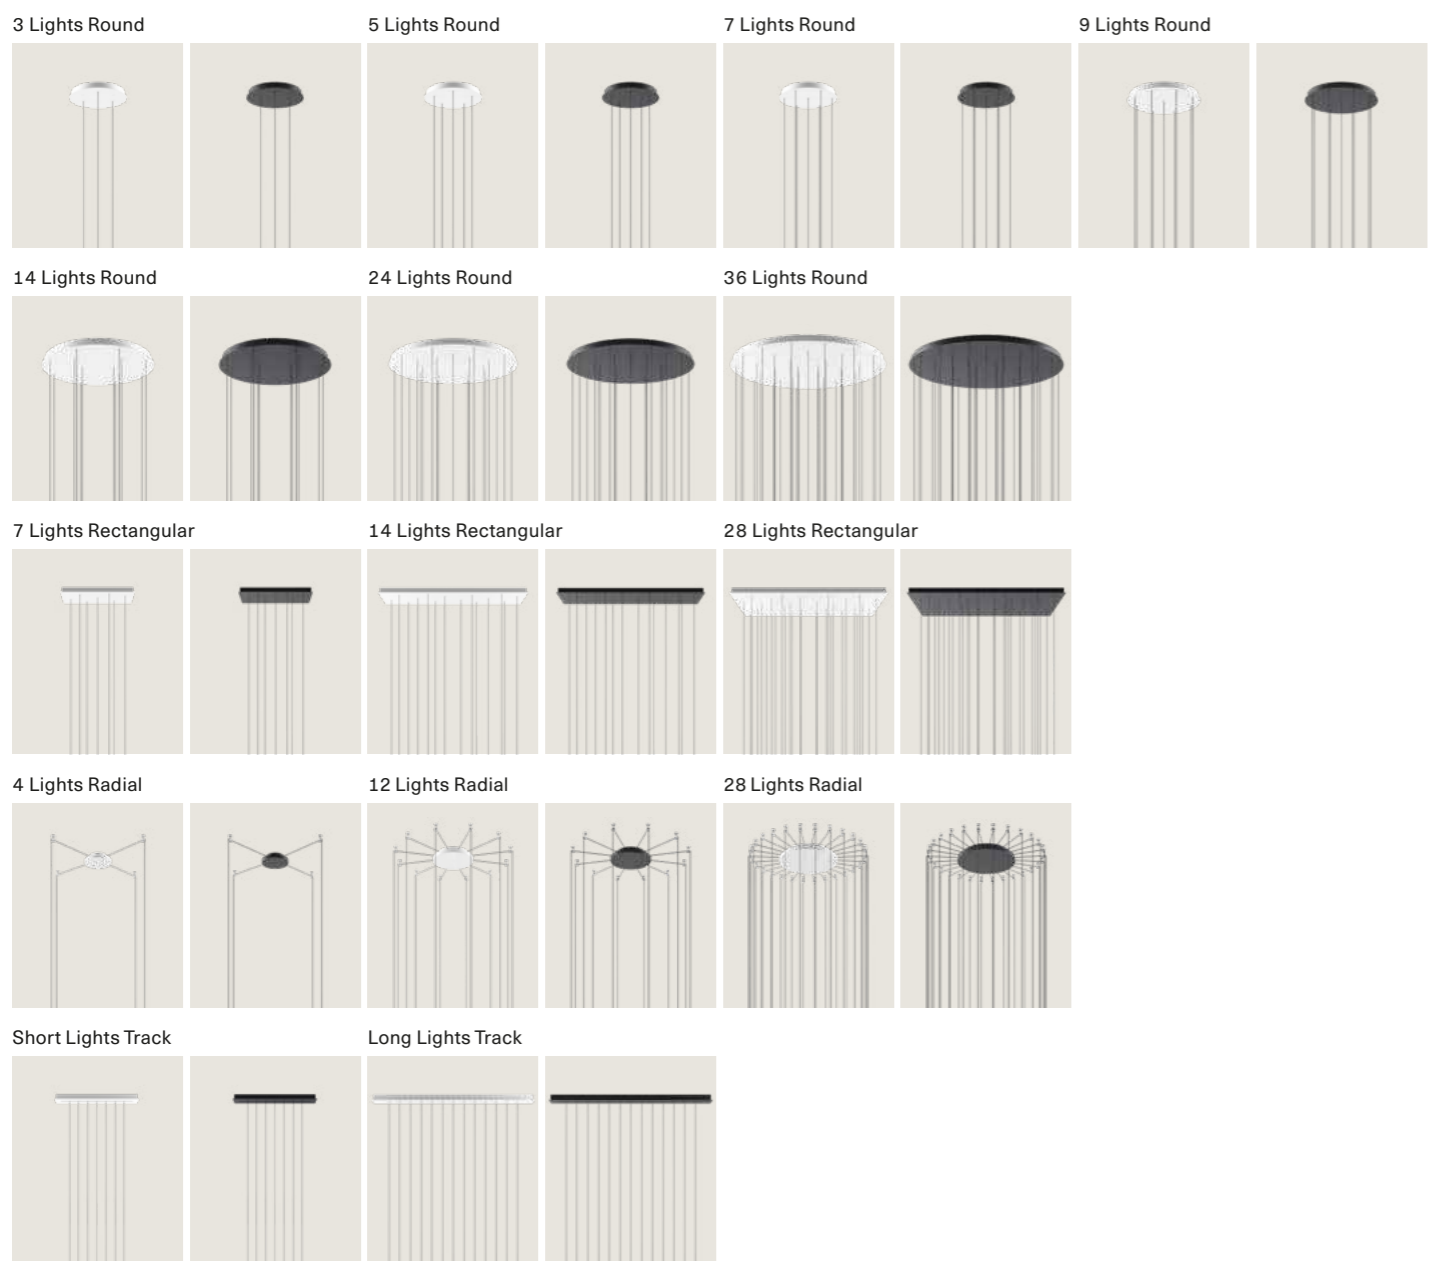 3 Lights Round
5 Lights Round
7 Lights Round
9 Lights Round
14 Lights Round
24 Lights Round
36 Lights Round
7 Lights Rectangular
14 Lights Rectangular
28 Lights Rectangular
4 Lights Radial
12 Lights Radial
28 Lights Radial
Short Lights Track
Long Lights Track